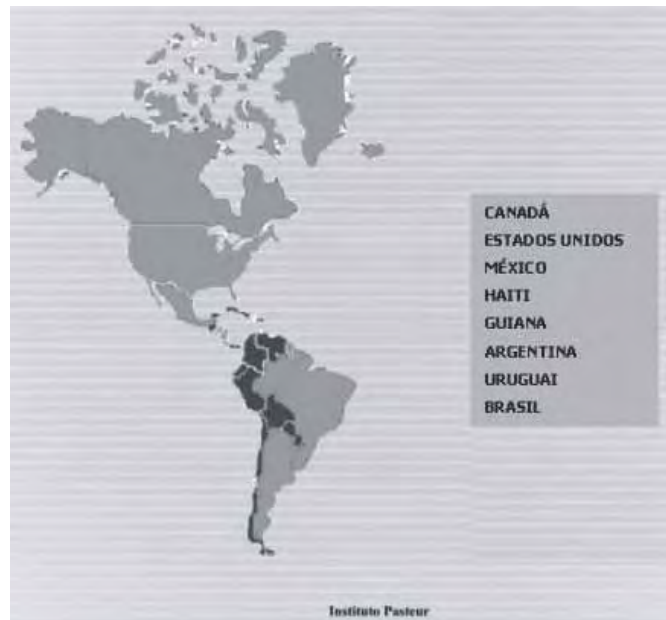 CANADÁ
ESTADOS UNIDOS
MÉXICO
HAITI
GUIANA
ARGENTINA
URUGUAI
BRASIL
Instituto Pasteur